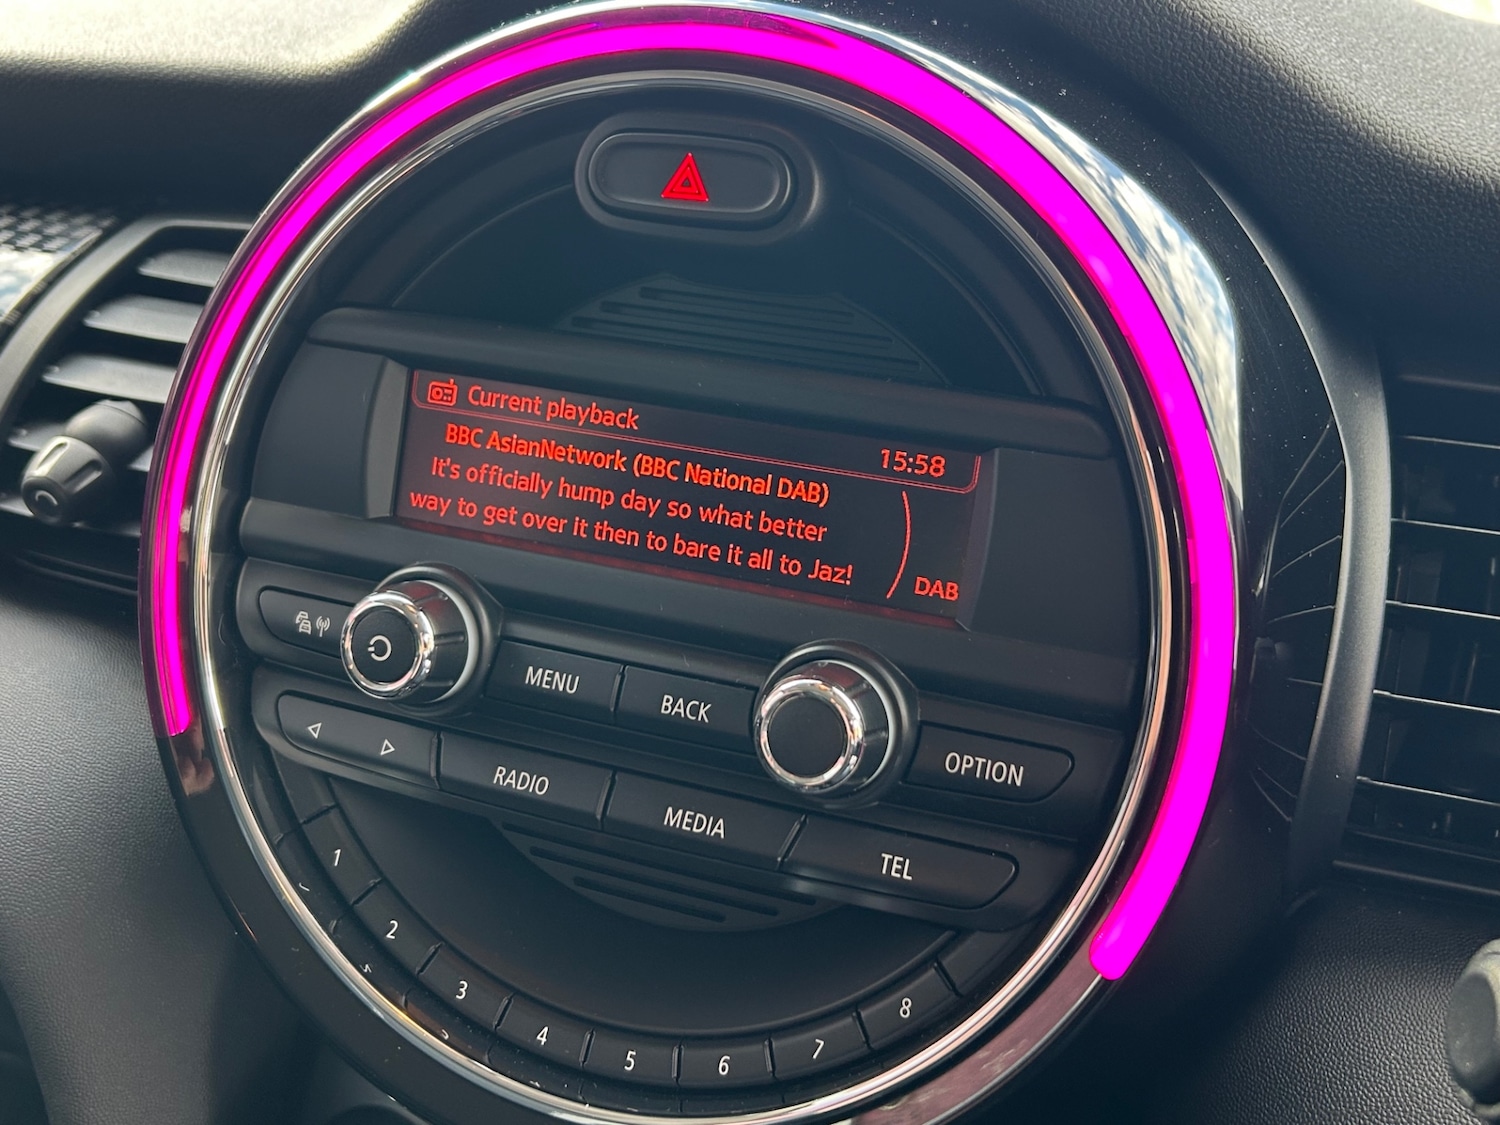 Current playback
15:58
BBC AsianNetwork (BBC National DAB)
It's officially hump day so what better
way to get over it then to bare it all to Jaz!
DAB
MENU
BACK
OPTION
RADIO
MEDIA
TEL
1
2
3
4
5
6
7
8